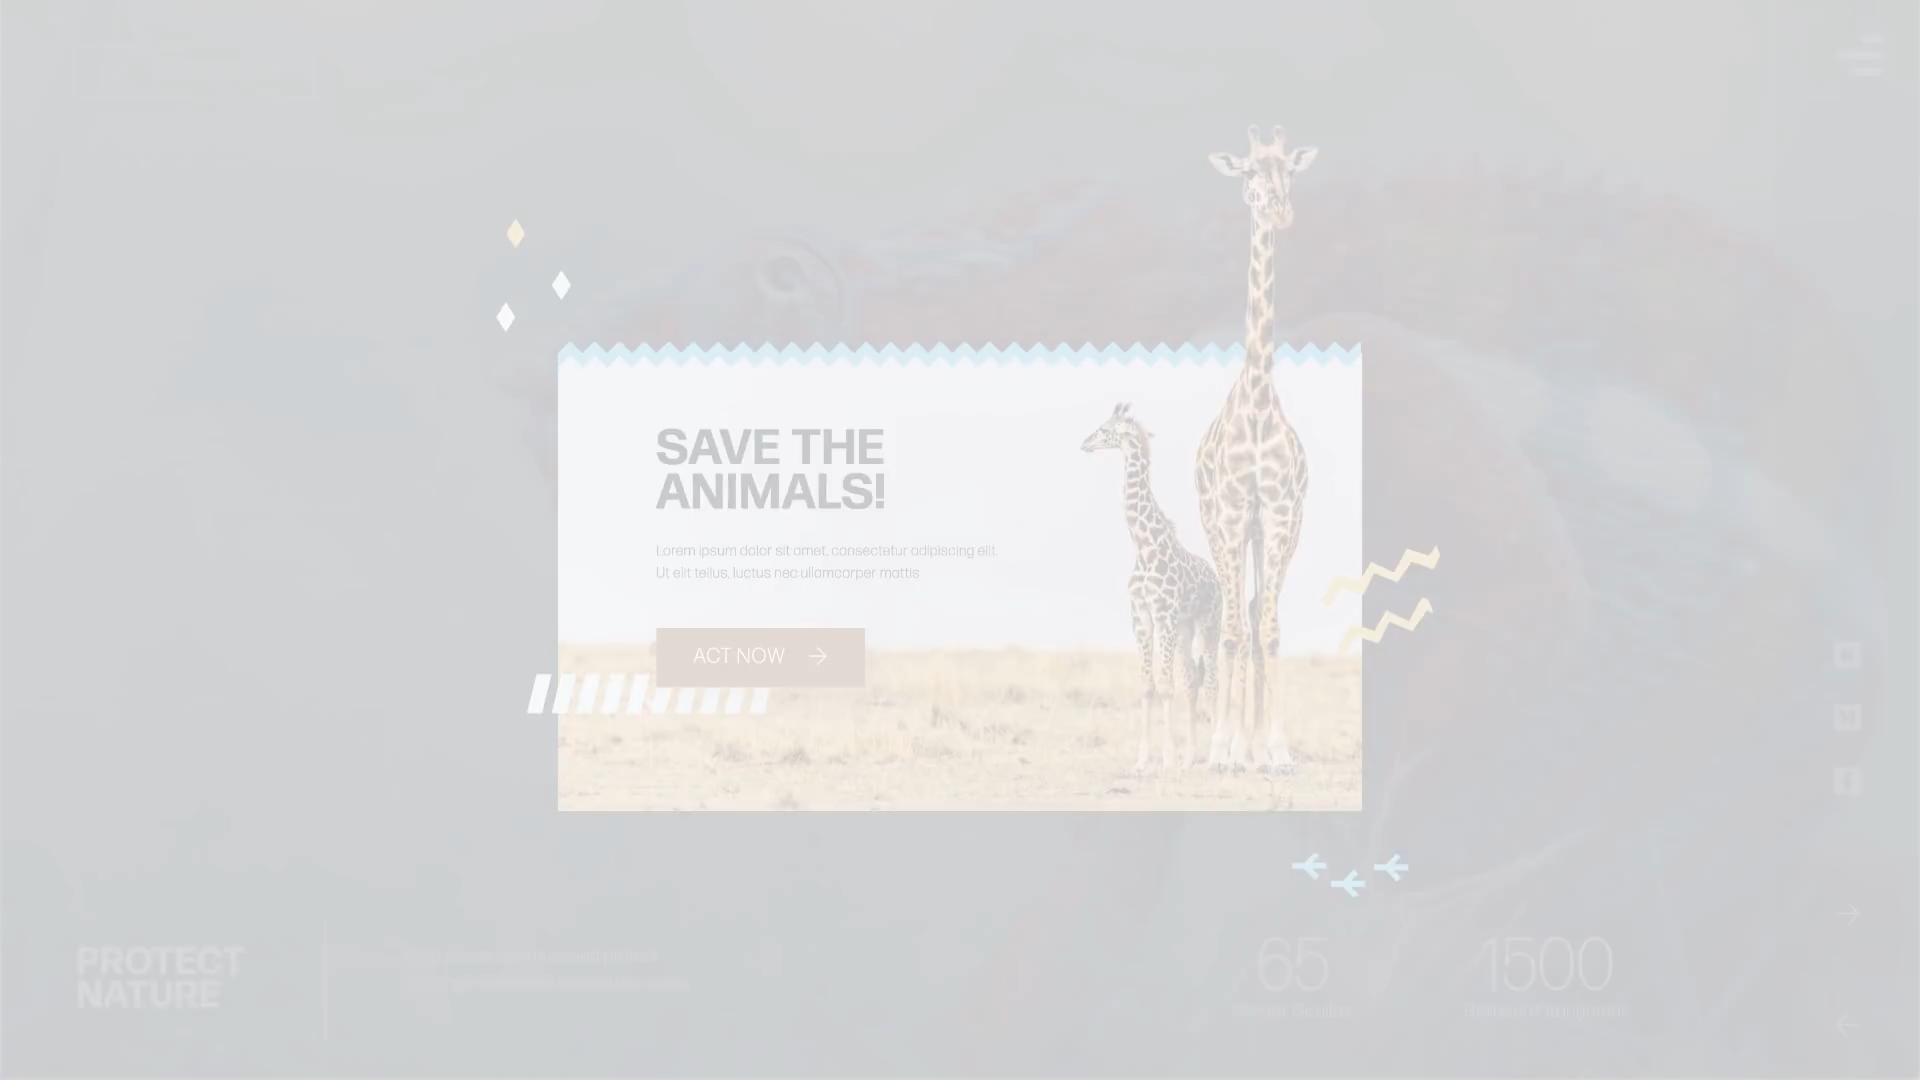 SAVE THE
ANIMALS!
Lorem ipsum dolor sit amet, consectetur adipiscing elit.
Ut elit tellus, luctus nec ullamcorper mattis
ACT NOW
PROTECT
NATURE
65
1500